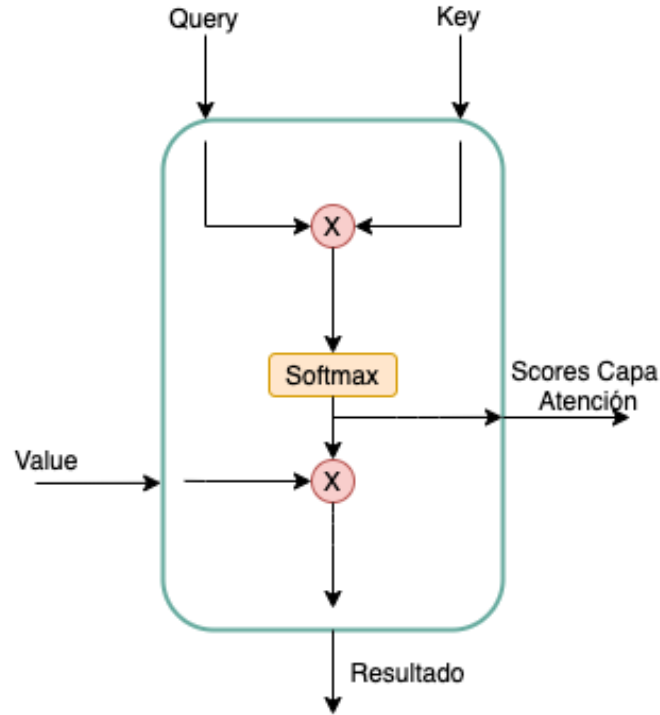 Query
Key
X
Softmax
Scores Capa
Atención
Value
X
Resultado